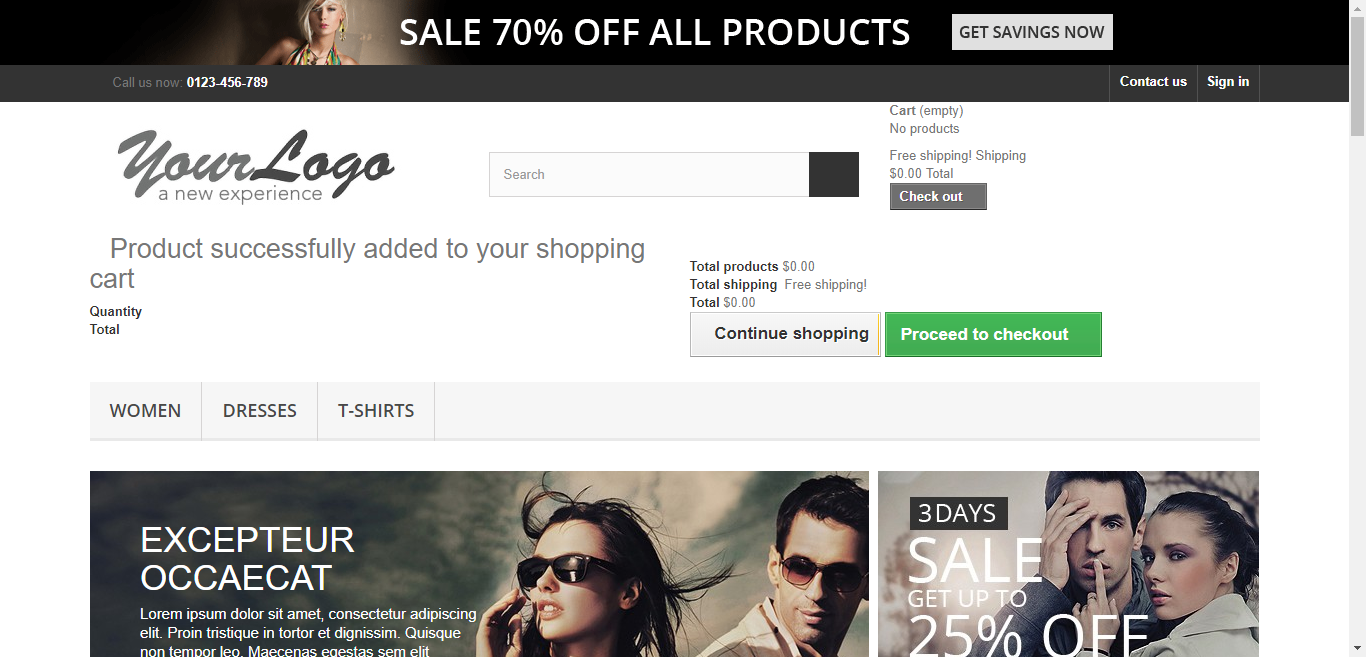 SALE 70% OFF ALL PRODUCTS
GET SAVINGS NOW
Call us now: 0123-456-789
Contact us
Sign in
Your Logo
a new experience
Search
Cart (empty)
No products
Free shipping! Shipping
$0.00 Total
Check out
Product successfully added to your shopping
cart
Quantity
Total
Total products $0.00
Total shipping Free shipping!
Total $0.00
Continue shopping
Proceed to checkout
WOMEN
DRESSES
T-SHIRTS
EXCEPTEUR
OCCAECAT
Lorem ipsum dolor sit amet, consectetur adipiscing
elit. Proin tristique in tortor et dignissim. Quisque
non tempor leo. Maecenas egestas sem elit
3 DAYS
SALE
GET UP TO
25% OFF